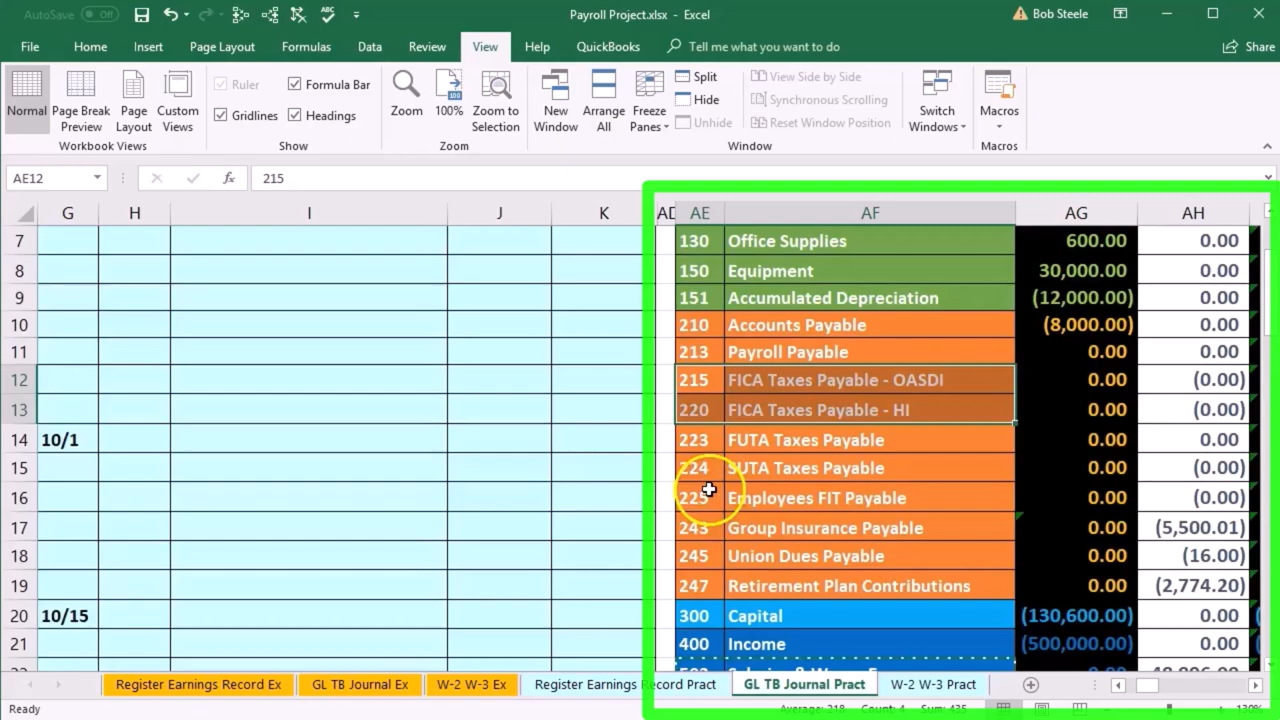 AutoSave Off Payroll Project.xlsx - Excel Bob Steele
File Home Insert Page Layout Formulas Data Review View Help QuickBooks Tell me what you want to do Share
Normal Page Break Preview Page Layout Custom Views
Workbook Views
Ruler Formula Bar
Gridlines Headings
Show
Zoom 100% Zoom to Selection
Zoom
New Window Arrange All Freeze Panes
Split
Hide
Unhide
View Side by Side
Synchronous Scrolling
Reset Window Position
Switch Windows
Window
Macros
Macros
AE12 fx 215
G H I J K AD AE AF AG AH
7 130 Office Supplies 600.00 0.00
8 150 Equipment 30,000.00 0.00
9 151 Accumulated Depreciation (12,000.00) 0.00
10 210 Accounts Payable (8,000.00) 0.00
11 213 Payroll Payable 0.00 0.00
12 215 FICA Taxes Payable - OASDI 0.00 (0.00)
13 220 FICA Taxes Payable - HI 0.00 (0.00)
14 10/1 223 FUTA Taxes Payable 0.00 (0.00)
15 224 SUTA Taxes Payable 0.00 (0.00)
16 225 Employees FIT Payable 0.00 (0.00)
17 243 Group Insurance Payable 0.00 (5,500.01)
18 245 Union Dues Payable 0.00 (16.00)
19 247 Retirement Plan Contributions 0.00 (2,774.20)
20 10/15 300 Capital (130,600.00) 0.00
21 400 Income (500,000.00) 0.00
Register Earnings Record Ex GL TB Journal Ex W-2 W-3 Ex Register Earnings Record Pract GL TB Journal Pract W-2 W-3 Pract
Ready Average: 218 Count: 4 Sum: 435 130%